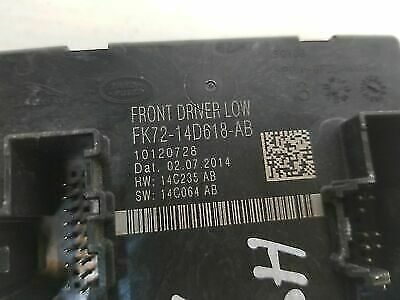 FRONT DRIVER LOW
FK72-14D618-AB
10120728
Dat. 02.07.2014
HW: 14C235 AB
SW: 14C064 AB